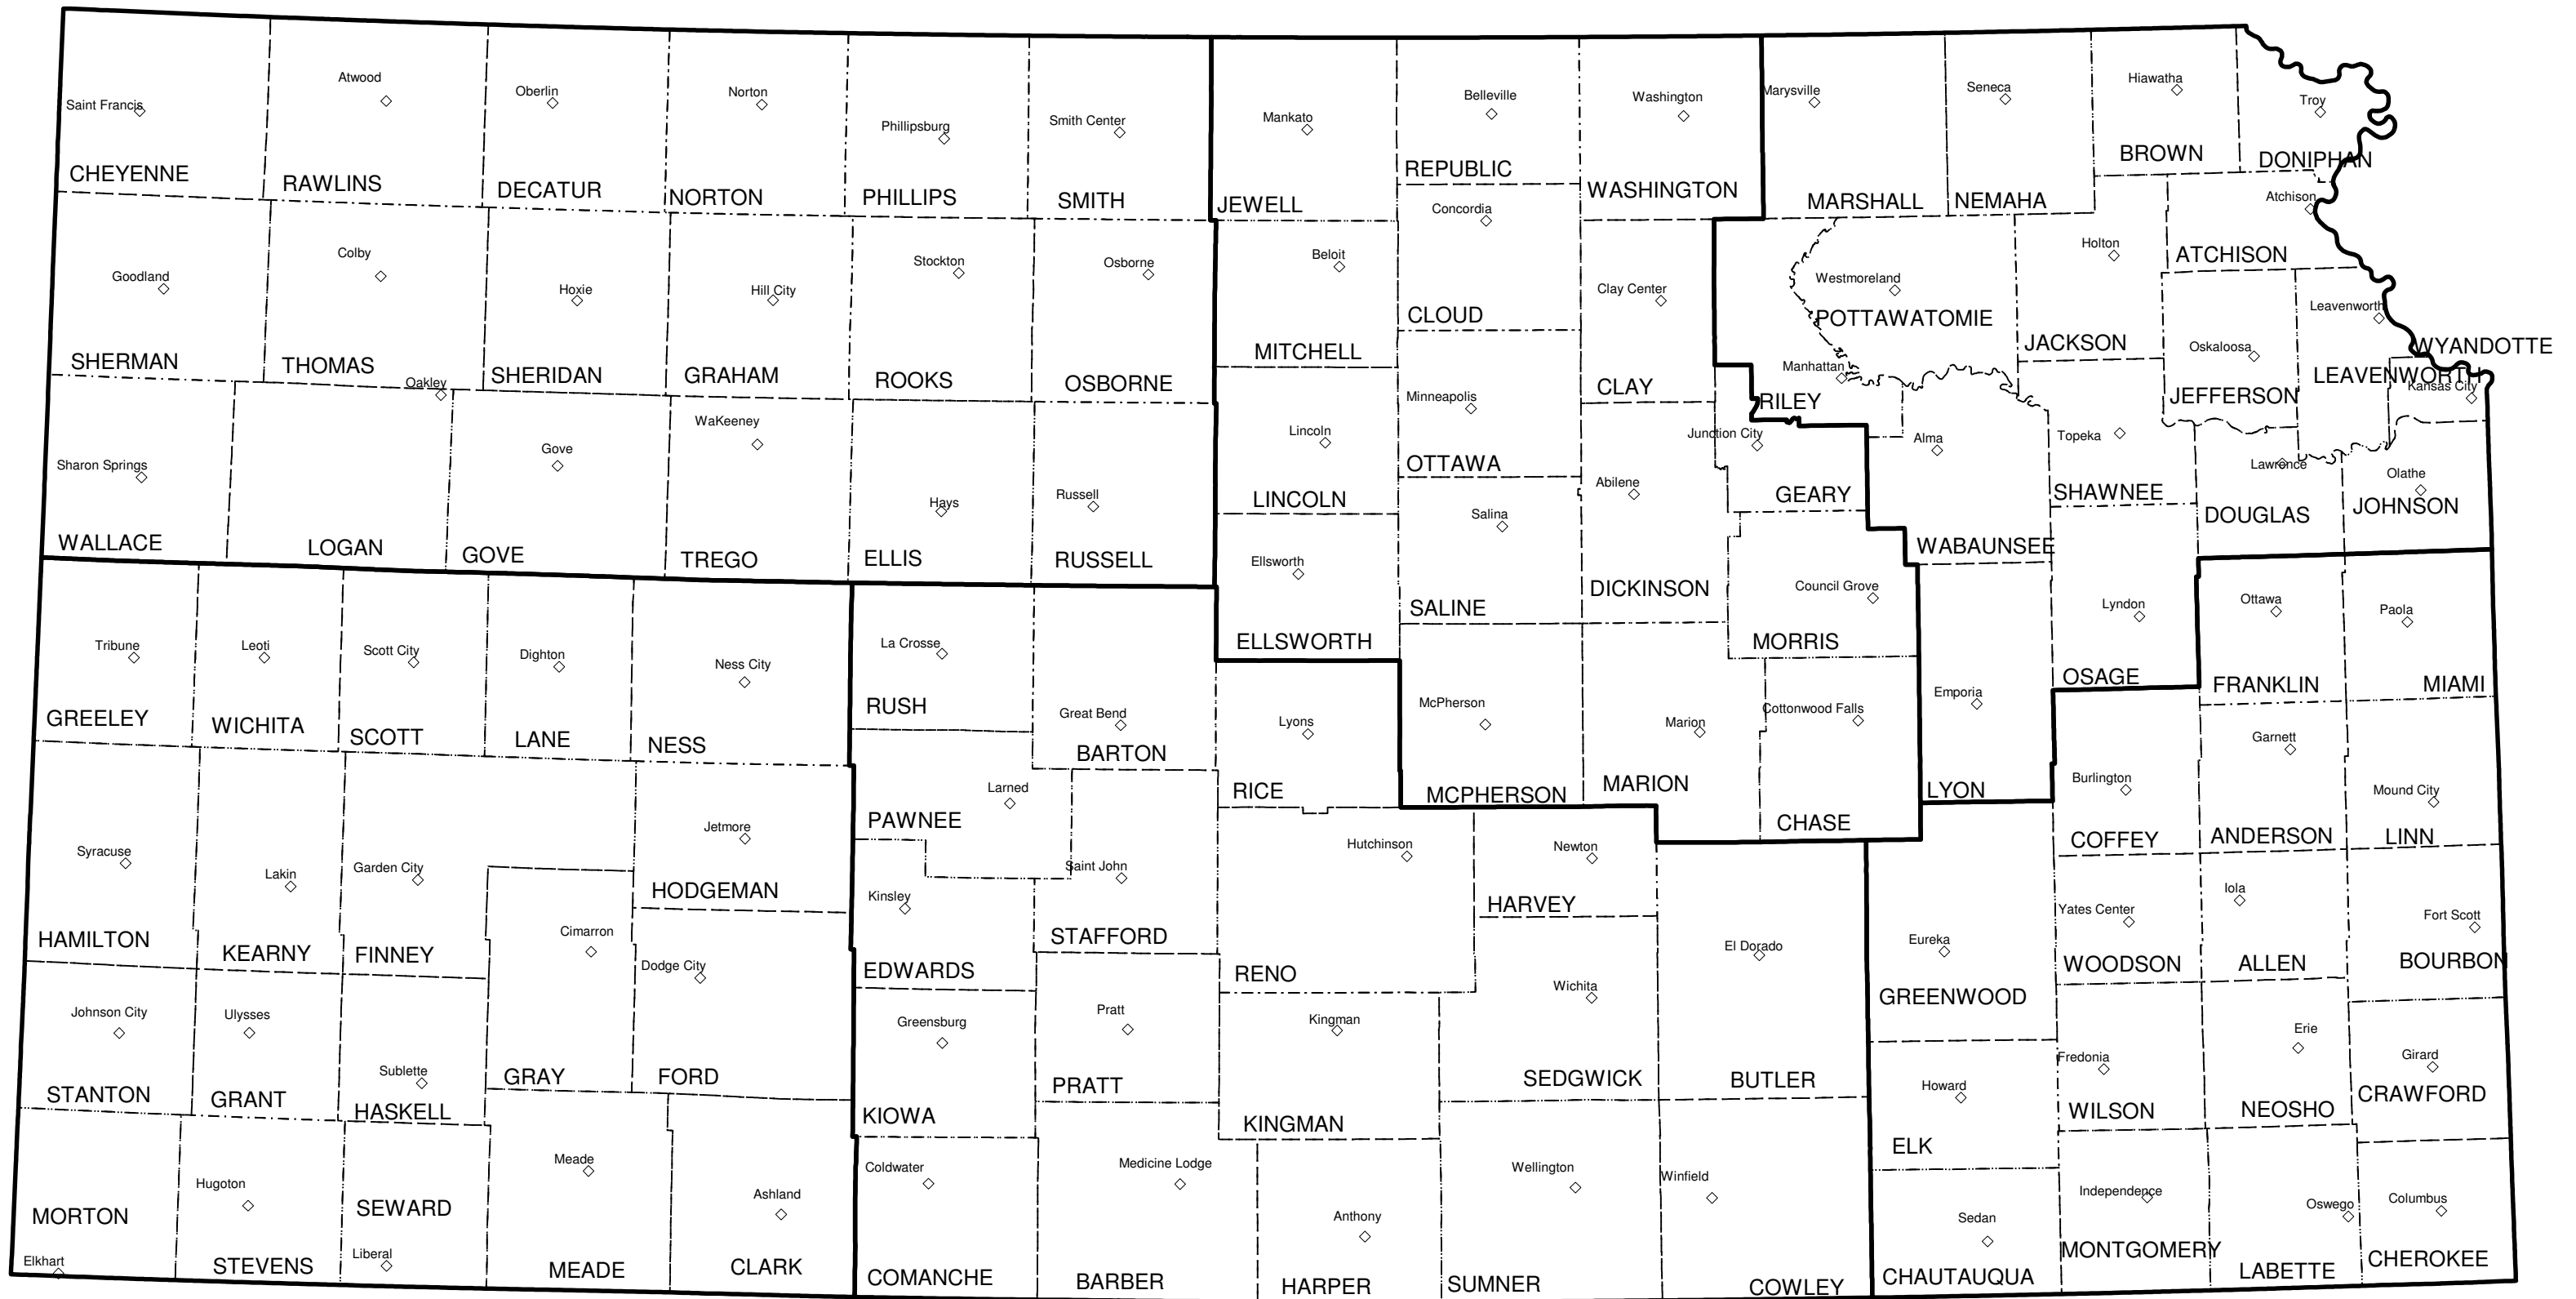 Saint Francis
CHEYENNE
Atwood
RAWLINS
Oberlin
DECATUR
Norton
NORTON
Phillipsburg
PHILLIPS
Smith Center
SMITH
Mankato
JEWELL
Belleville
REPUBLIC
Washington
WASHINGTON
Marysville
MARSHALL
Seneca
NEMAHA
Hiawatha
BROWN
Troy
DONIPHAN
Goodland
SHERMAN
Colby
THOMAS
Hoxie
SHERIDAN
Hill City
GRAHAM
Stockton
ROOKS
Osborne
OSBORNE
Beloit
MITCHELL
Concordia
CLOUD
Clay Center
CLAY
Manhattan
RILEY
Westmoreland
POTTAWATOMIE
Holton
JACKSON
Atchison
ATCHISON
Oskaloosa
JEFFERSON
Leavenworth
LEAVENWORTH
WYANDOTTE
Kansas City
Sharon Springs
WALLACE
Oakley
LOGAN
Gove
GOVE
WaKeeney
TREGO
Hays
ELLIS
Russell
RUSSELL
Lincoln
LINCOLN
Minneapolis
OTTAWA
Ellsworth
ELLSWORTH
Salina
SALINE
Abilene
DICKINSON
Junction City
GEARY
Alma
WABAUNSEE
Topeka
SHAWNEE
Lawrence
DOUGLAS
Olathe
JOHNSON
Tribune
GREELEY
Leoti
WICHITA
Scott City
SCOTT
Dighton
LANE
Ness City
NESS
La Crosse
RUSH
Great Bend
BARTON
Lyons
RICE
McPherson
MCPHERSON
Marion
MARION
Council Grove
MORRIS
Cottonwood Falls
CHASE
Emporia
LYON
Lyndon
OSAGE
Ottawa
FRANKLIN
Paola
MIAMI
Syracuse
HAMILTON
Lakin
KEARNY
Garden City
FINNEY
Jetmore
HODGEMAN
Larned
PAWNEE
Kinsley
EDWARDS
Saint John
STAFFORD
Hutchinson
RENO
Newton
HARVEY
El Dorado
BUTLER
Eureka
GREENWOOD
Burlington
COFFEY
Garnett
ANDERSON
Mound City
LINN
Yates Center
WOODSON
Iola
ALLEN
Fort Scott
BOURBON
Johnson City
STANTON
Ulysses
GRANT
Sublette
HASKELL
Cimarron
GRAY
Dodge City
FORD
Greensburg
KIOWA
Pratt
PRATT
Kingman
KINGMAN
Wichita
SEDGWICK
Howard
ELK
Fredonia
WILSON
Erie
NEOSHO
Girard
CRAWFORD
MORTON
Elkhart
Hugoton
STEVENS
SEWARD
Liberal
Meade
MEADE
Ashland
CLARK
Coldwater
COMANCHE
Medicine Lodge
BARBER
Anthony
HARPER
Wellington
SUMNER
Winfield
COWLEY
Sedan
CHAUTAUQUA
Independence
MONTGOMERY
Oswego
LABETTE
Columbus
CHEROKEE